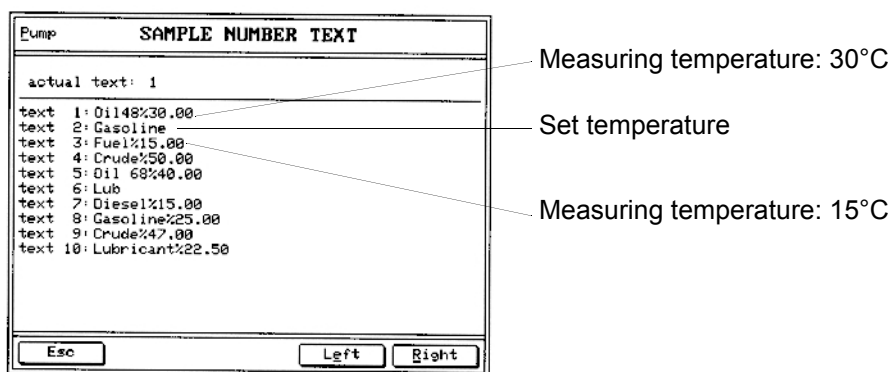 Pump SAMPLE NUMBER TEXT
actual text: 1
text 1: Oil48%30.00
text 2: Gasoline
text 3: Fuel%15.00
text 4: Crude%50.00
text 5: Oil 68%40.00
text 6: Lub
text 7: Diesel%15.00
text 8: Gasoline%25.00
text 9: Crude%47.00
text 10: Lubricant%22.50
Esc Left Right
Measuring temperature: 30°C
Set temperature
Measuring temperature: 15°C